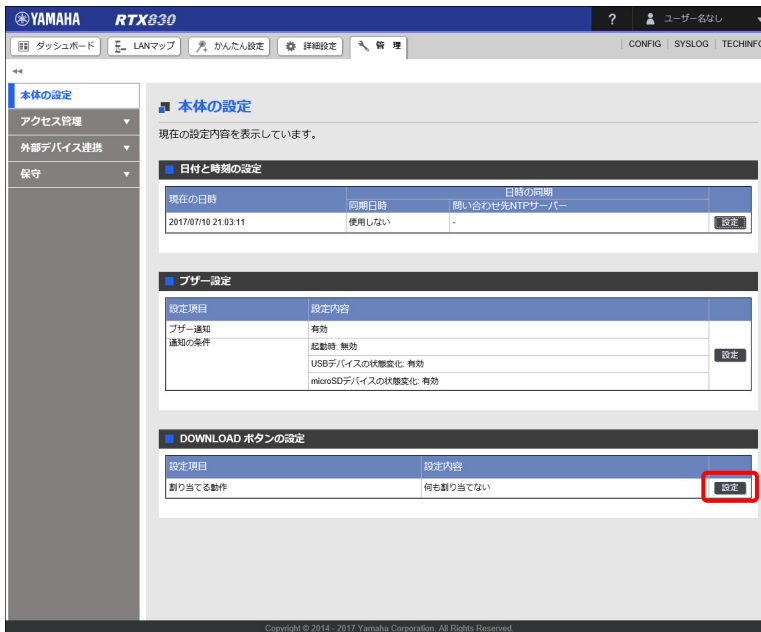 YAMAHA RTX830 ? ユーザー名なし
ダッシュボード LANマップ かんたん設定 詳細設定 管理 CONFIG SYSLOG TECHINFO
本体の設定
アクセス管理
外部デバイス連携
保守
本体の設定
現在の設定内容を表示しています。
日付と時刻の設定
現在の日時 日時の同期
同期日時 問い合わせ先NTPサーバー
2017/07/10 21:03:11 使用しない - 設定
ブザー設定
設定項目 設定内容
ブザー通知 有効
通知の条件 起動時: 無効
USBデバイスの状態変化: 有効
microSDデバイスの状態変化: 有効
設定
DOWNLOAD ボタンの設定
設定項目 設定内容
割り当てる動作 何も割り当てない 設定
Copyright © 2014 - 2017 Yamaha Corporation. All Rights Reserved.